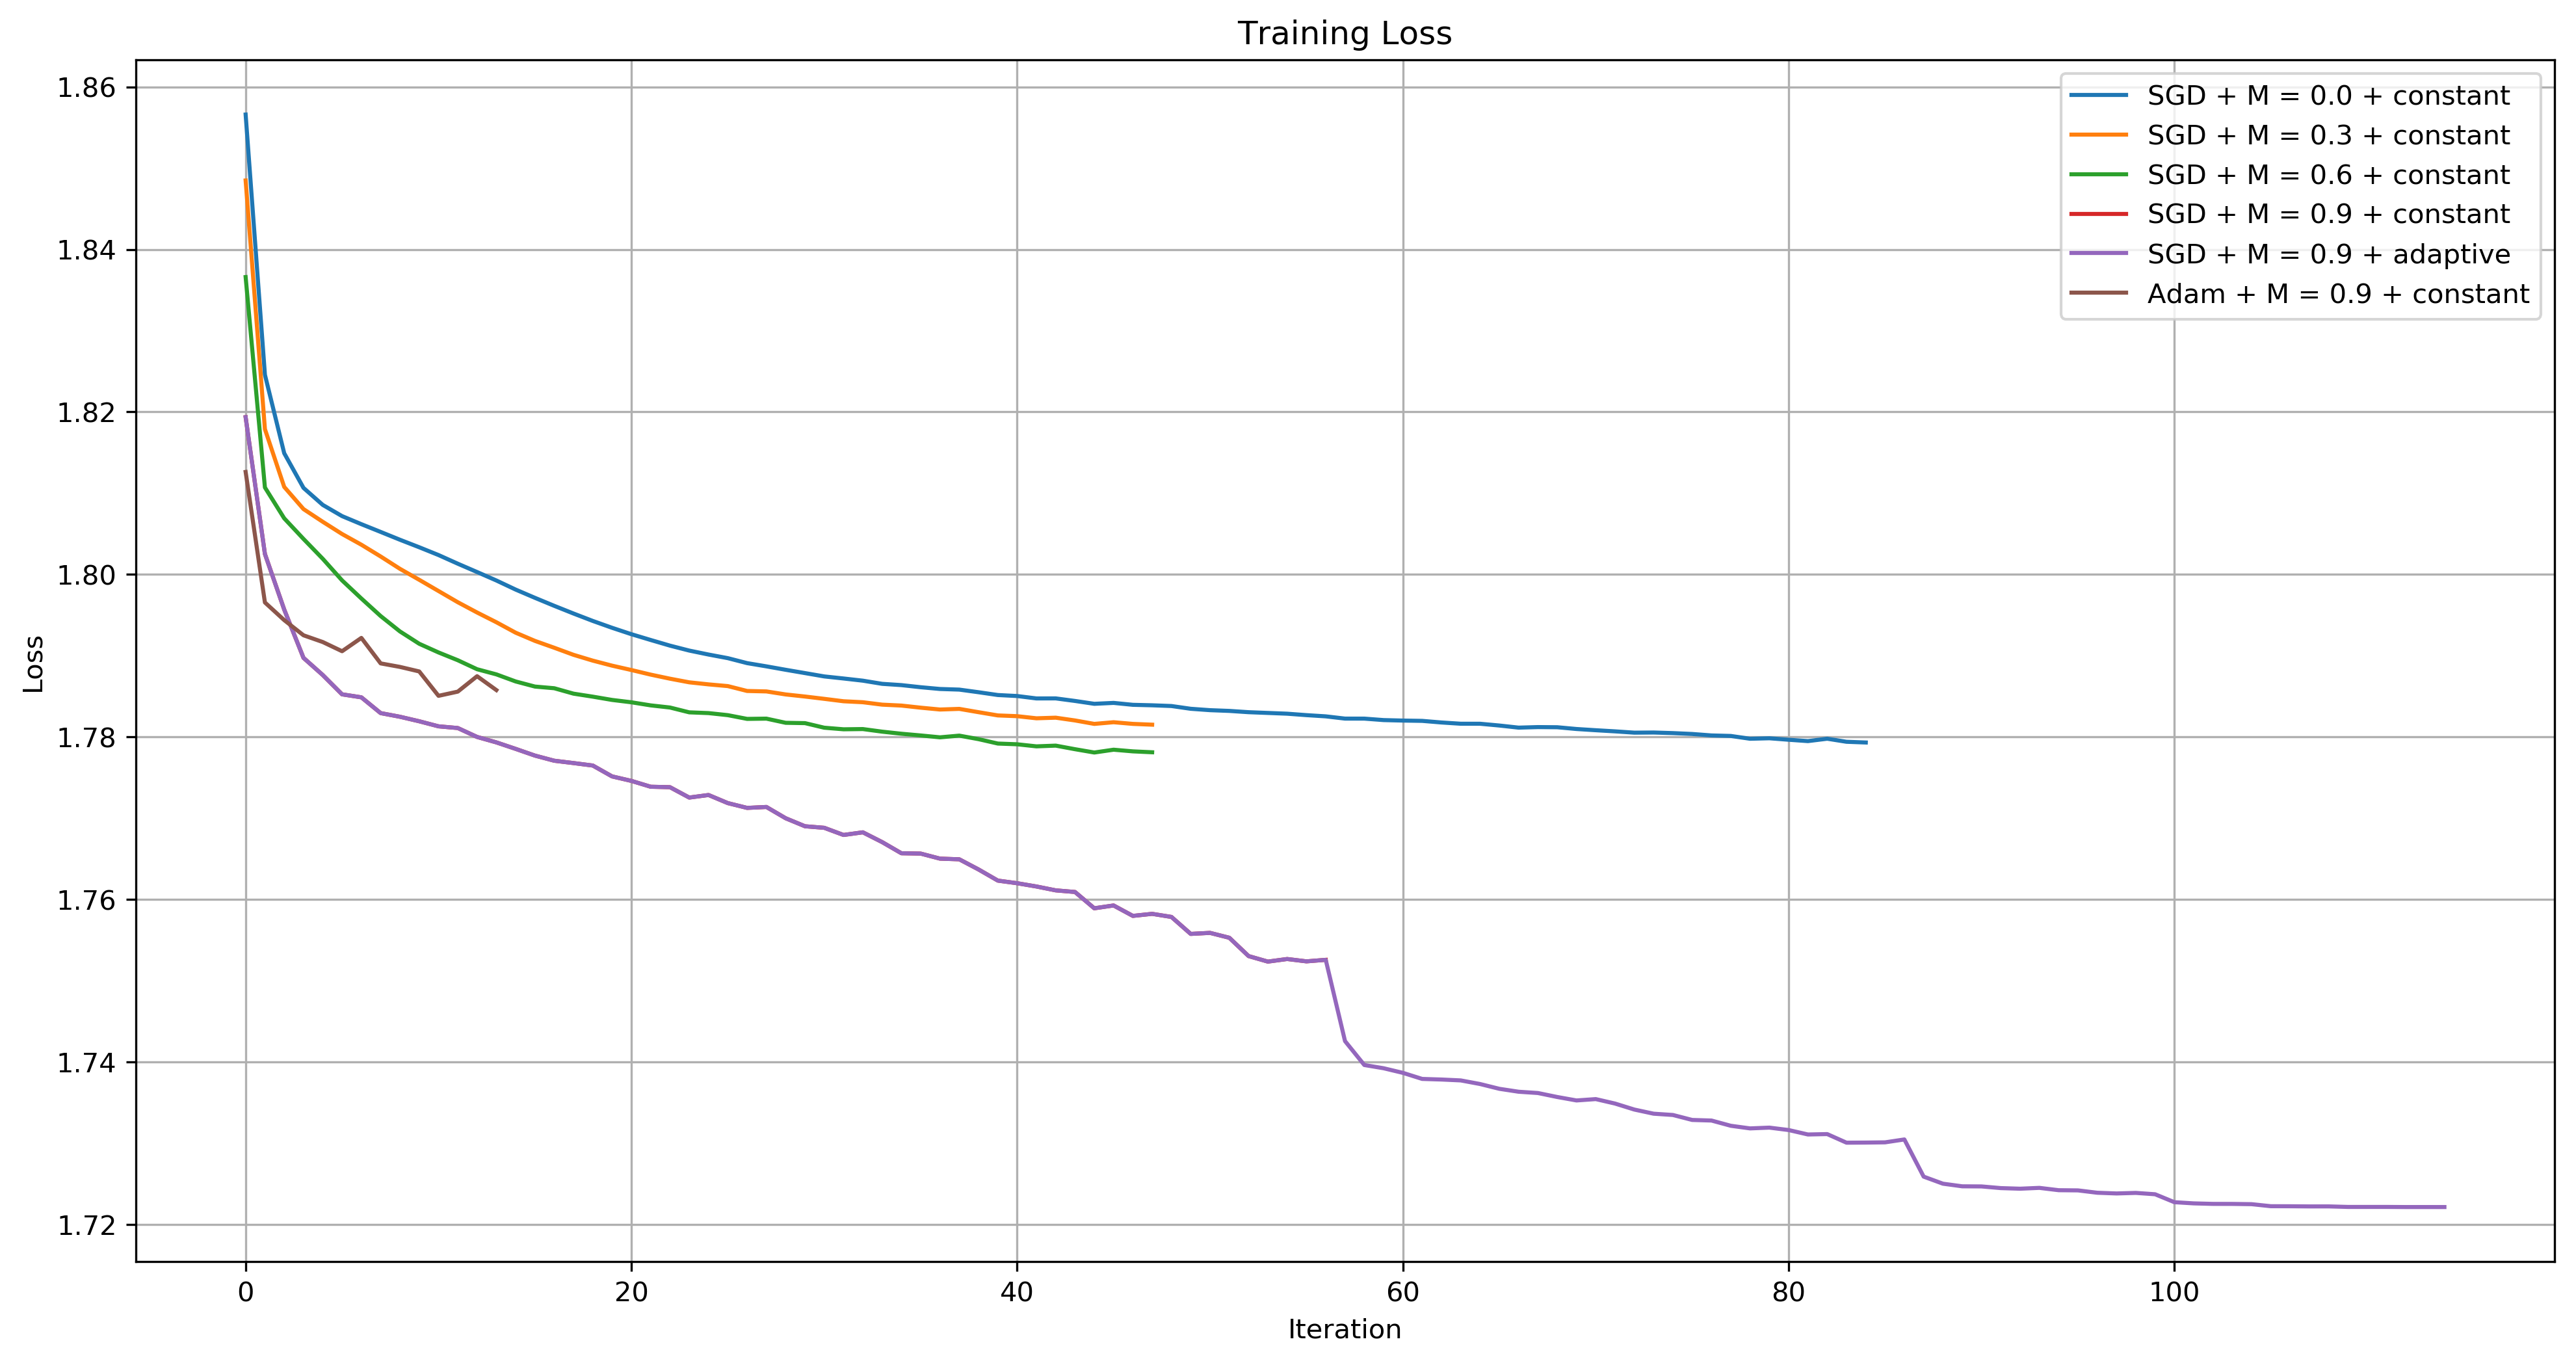 Training Loss
1.86
1.84
1.82
1.80
1.78
1.76
1.74
1.72
Loss
SGD + M = 0.0 + constant
SGD + M = 0.3 + constant
SGD + M = 0.6 + constant
SGD + M = 0.9 + constant
SGD + M = 0.9 + adaptive
Adam + M = 0.9 + constant
0 20 40 60 80 100
Iteration